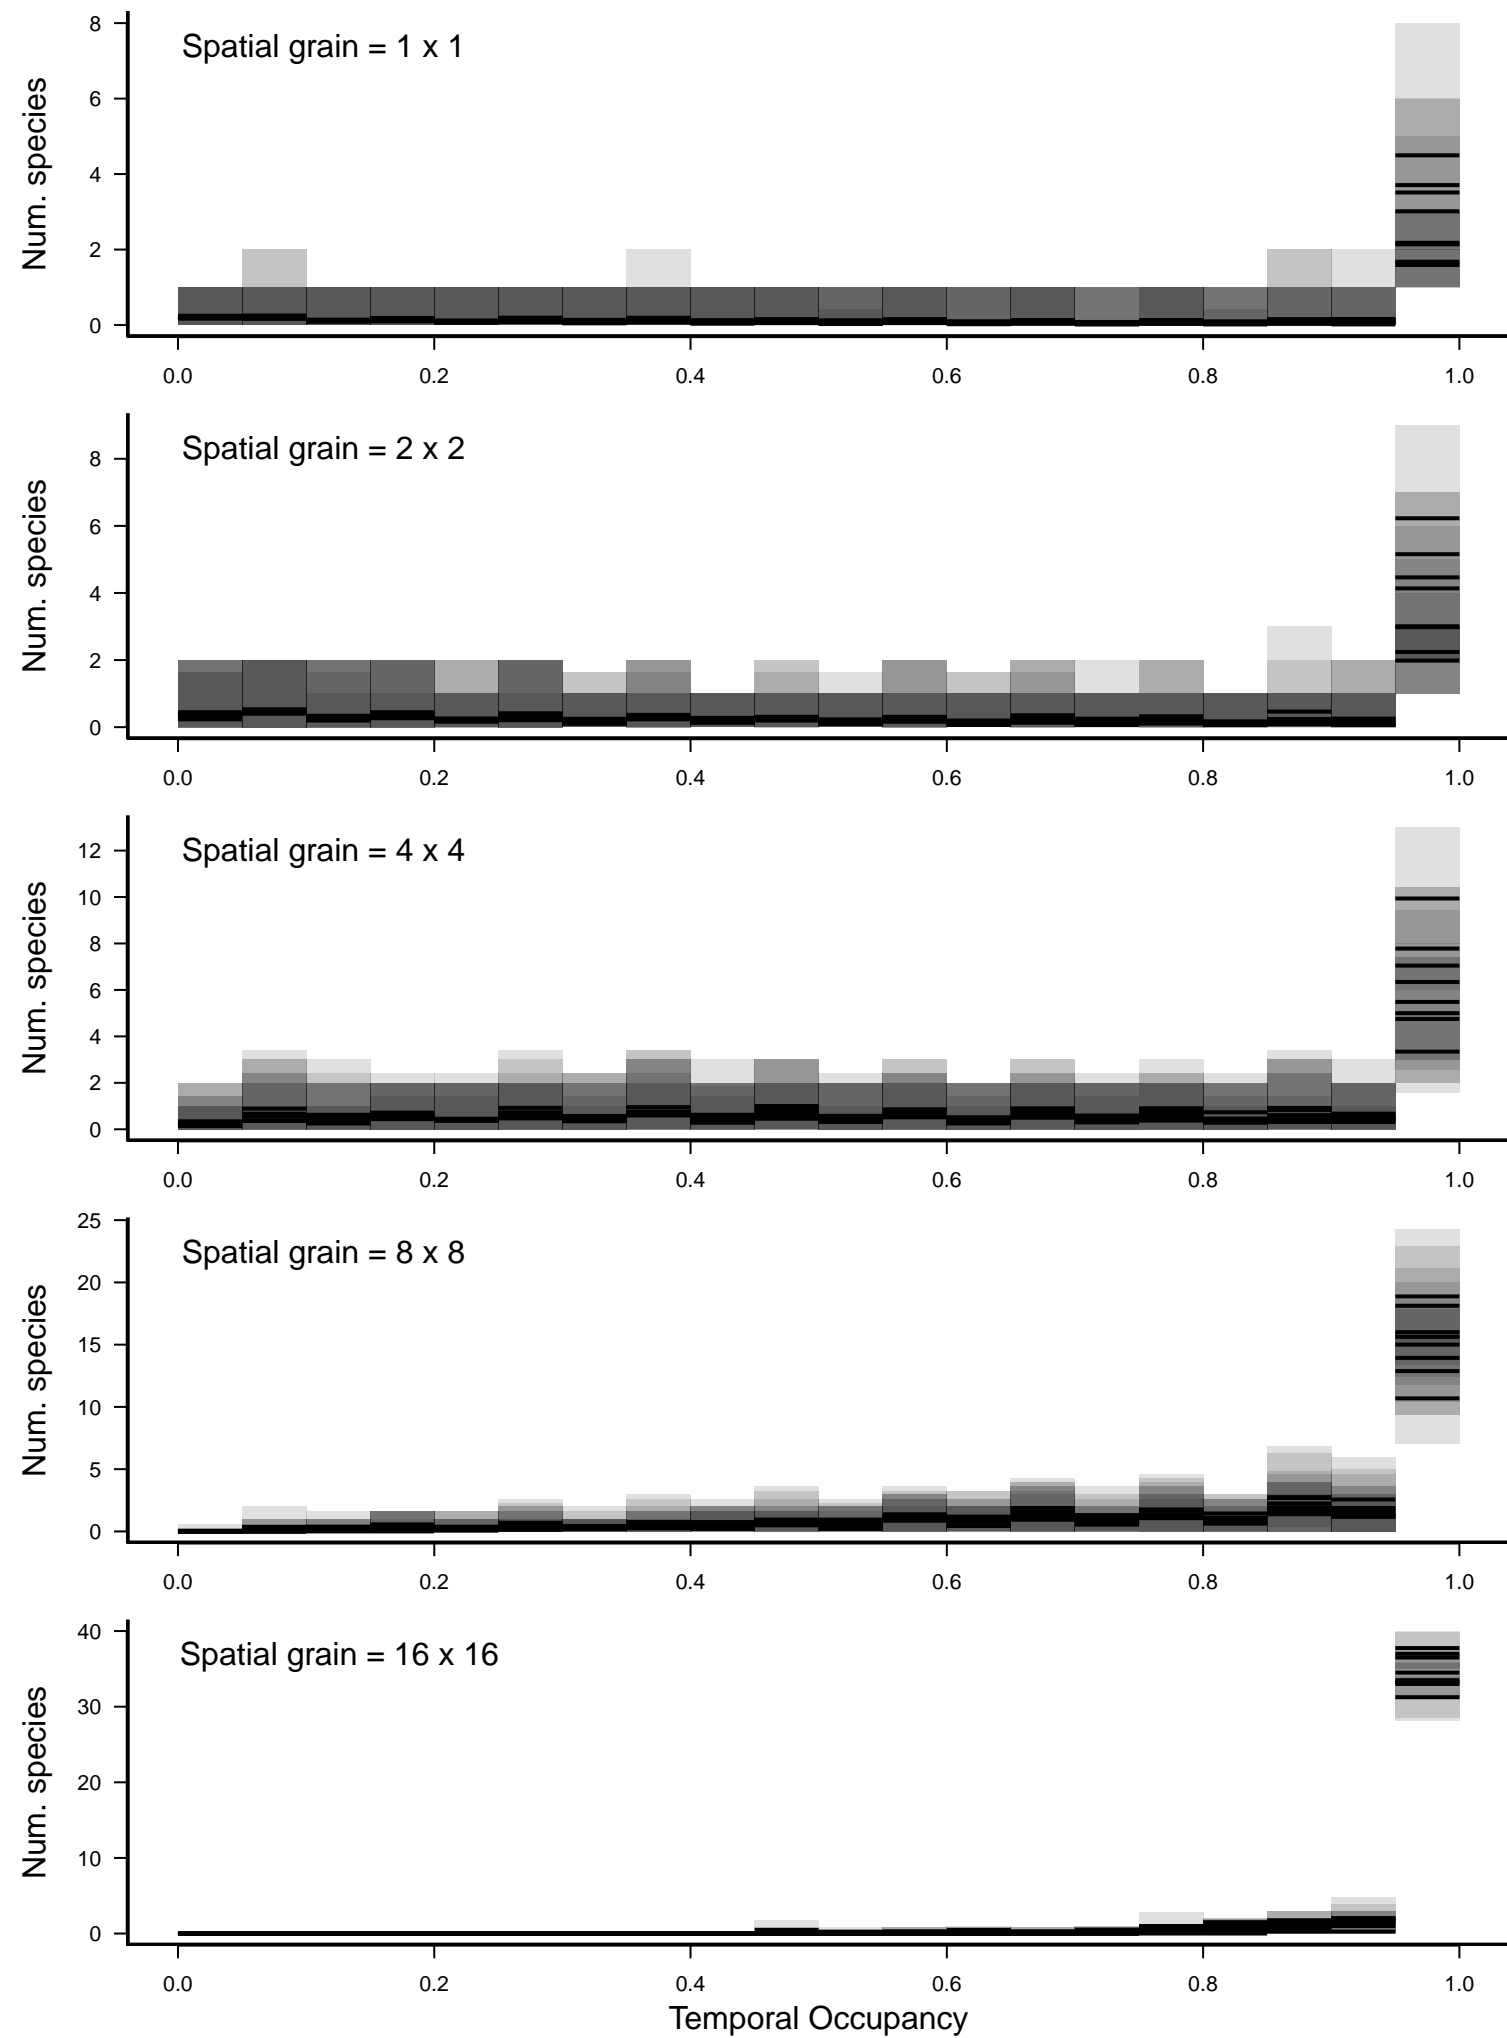 Spatial grain = 1 x 1
Num. species
8
6
4
2
0
0.0 0.2 0.4 0.6 0.8 1.0
Spatial grain = 2 x 2
Num. species
8
6
4
2
0
0.0 0.2 0.4 0.6 0.8 1.0
Spatial grain = 4 x 4
Num. species
12
10
8
6
4
2
0
0.0 0.2 0.4 0.6 0.8 1.0
Spatial grain = 8 x 8
Num. species
25
20
15
10
5
0
0.0 0.2 0.4 0.6 0.8 1.0
Spatial grain = 16 x 16
Num. species
40
30
20
10
0
0.0 0.2 0.4 0.6 0.8 1.0
Temporal Occupancy